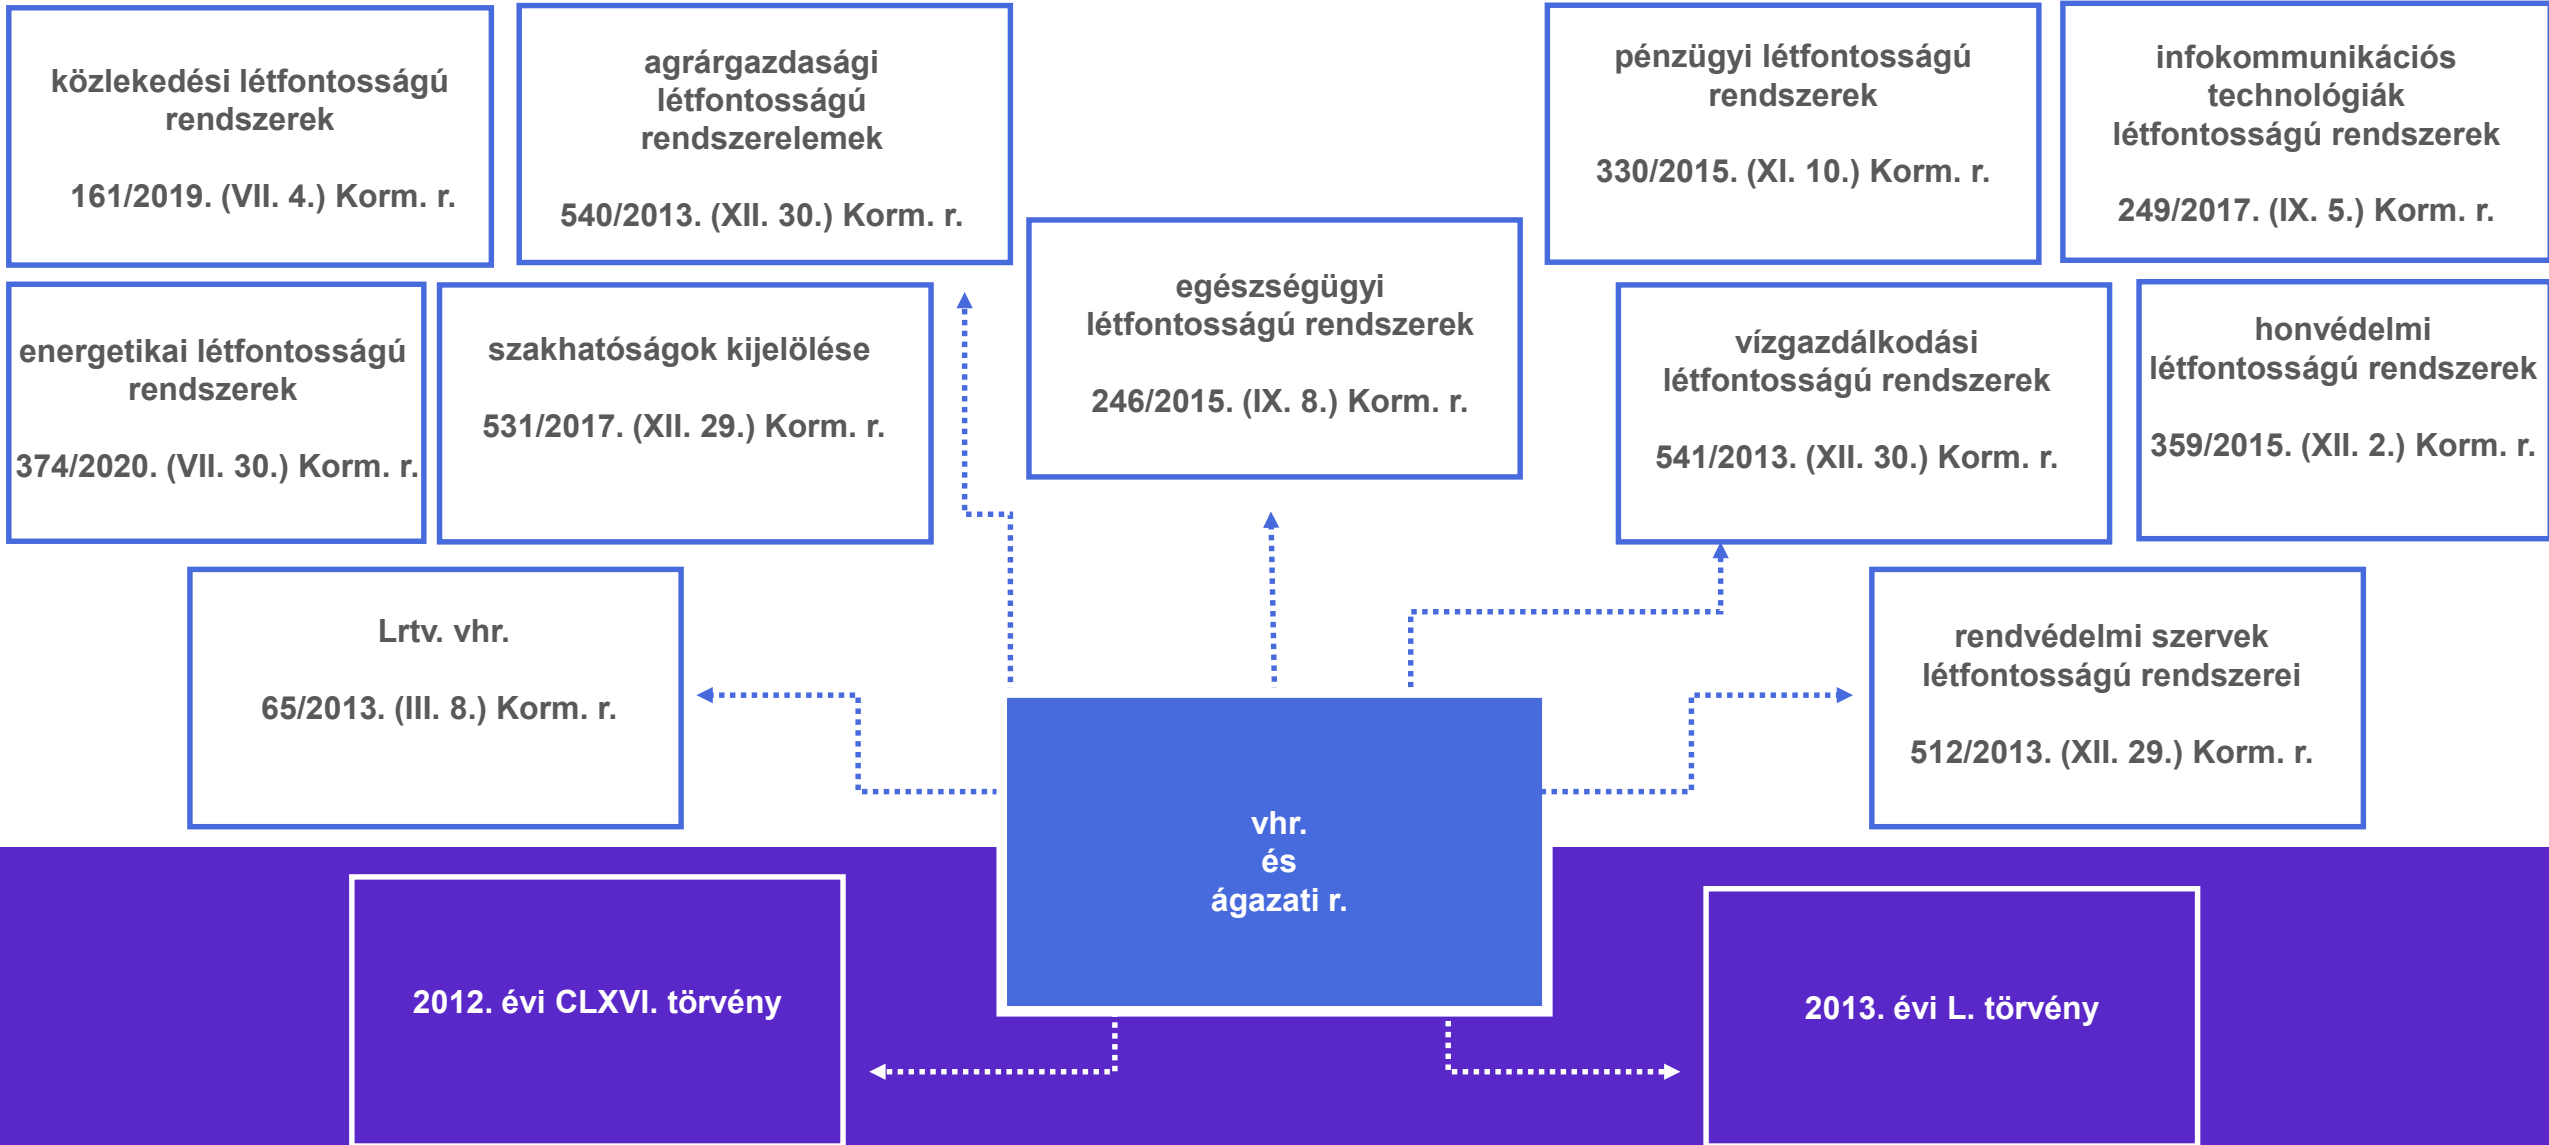 közlekedési létfontosságú
rendszerek
161/2019. (VII. 4.) Korm. r.
agrárgazdasági
létfontosságú
rendszerelemek
540/2013. (XII. 30.) Korm. r.
pénzügyi létfontosságú
rendszerek
330/2015. (XI. 10.) Korm. r.
infokommunikációs
technológiák
létfontosságú rendszerek
249/2017. (IX. 5.) Korm. r.
energetikai létfontosságú
rendszerek
374/2020. (VII. 30.) Korm. r.
szakhatóságok kijelölése
531/2017. (XII. 29.) Korm. r.
egészségügyi
létfontosságú rendszerek
246/2015. (IX. 8.) Korm. r.
vízgazdálkodási
létfontosságú rendszerek
541/2013. (XII. 30.) Korm. r.
honvédelmi
létfontosságú rendszerek
359/2015. (XII. 2.) Korm. r.
Lrtv. vhr.
65/2013. (III. 8.) Korm. r.
rendvédelmi szervek
létfontosságú rendszerei
512/2013. (XII. 29.) Korm. r.
vhr.
és
ágazati r.
2012. évi CLXVI. törvény
2013. évi L. törvény